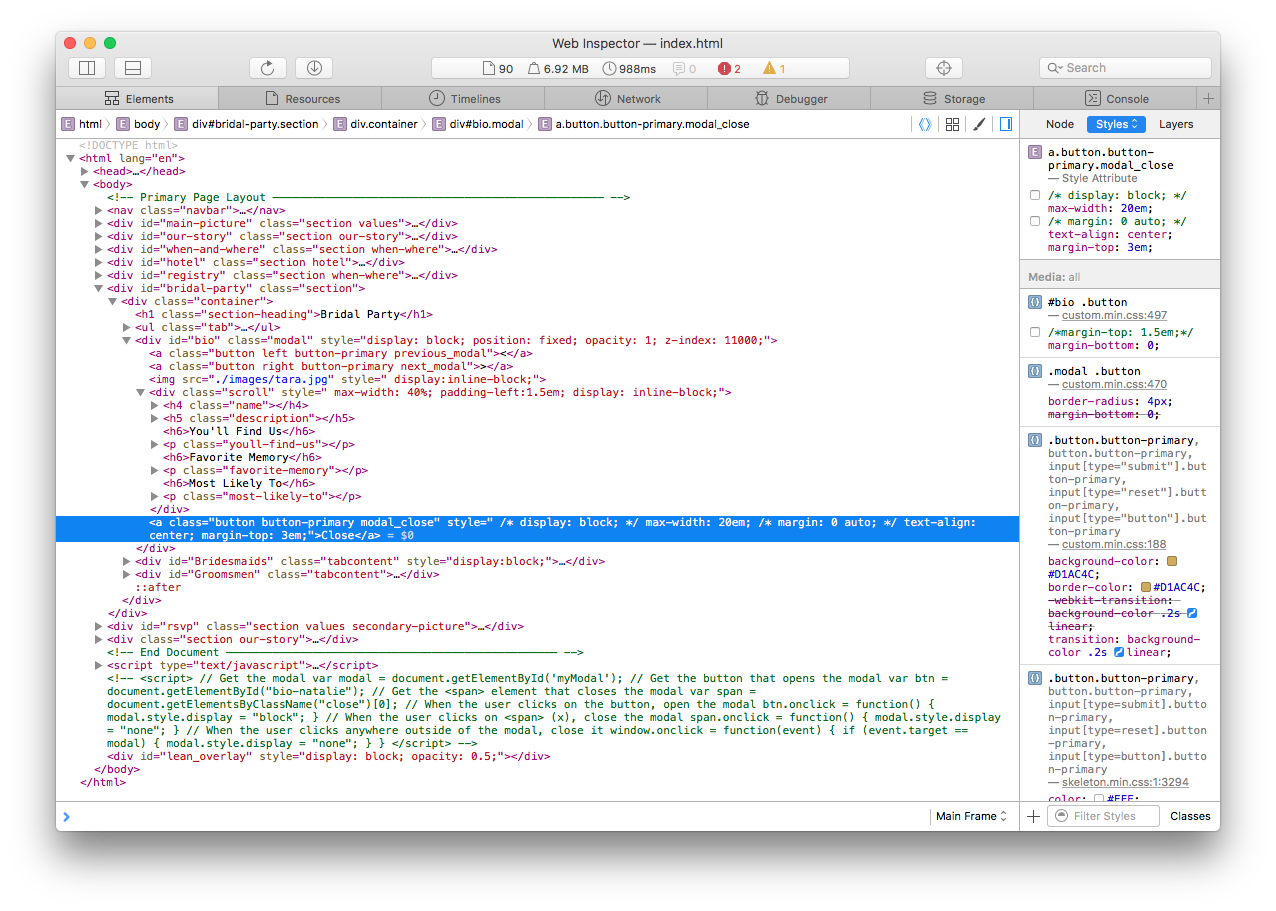 Web Inspector — index.html
90 6.92 MB 988ms 0 2 1
Search
Elements Resources Timelines Network Debugger Storage Console
E html E body E div#bridal-party.section E div.container E div#bio.modal E a.button.button-primary.modal_close
Node Styles Layers
<!DOCTYPE html>
<html lang="en">
<head>…</head>
<body>
<!-- Primary Page Layout –––––––––––––––––––––––––––––––––––––––––––––––––– -->
<nav class="navbar">…</nav>
<div id="main-picture" class="section values">…</div>
<div id="our-story" class="section our-story">…</div>
<div id="when-and-where" class="section when-where">…</div>
<div id="hotel" class="section hotel">…</div>
<div id="registry" class="section when-where">…</div>
<div id="bridal-party" class="section">
<div class="container">
<h1 class="section-heading">Bridal Party</h1>
<ul class="tab">…</ul>
<div id="bio" class="modal" style="display: block; position: fixed; opacity: 1; z-index: 11000;">
<a class="button left button-primary previous_modal"><</a>
<a class="button right button-primary next_modal">></a>
<img src="./images/tara.jpg" style=" display:inline-block;">
<div class="scroll" style=" max-width: 40%; padding-left:1.5em; display: inline-block;">
<h4 class="name"></h4>
<h5 class="description"></h5>
<h6>You'll Find Us</h6>
<p class="youll-find-us"></p>
<h6>Favorite Memory</h6>
<p class="favorite-memory"></p>
<h6>Most Likely To</h6>
<p class="most-likely-to"></p>
</div>
<a class="button button-primary modal_close" style=" /* display: block; */ max-width: 20em; /* margin: 0 auto; */ text-align:
center; margin-top: 3em;">Close</a> = $0
</div>
<div id="Bridesmaids" class="tabcontent" style="display:block;">…</div>
<div id="Groomsmen" class="tabcontent">…</div>
::after
</div>
</div>
<div id="rsvp" class="section values secondary-picture">…</div>
<div class="section our-story">…</div>
<!-- End Document –––––––––––––––––––––––––––––––––––––––––––––––––– -->
<script type="text/javascript">…</script>
<!-- <script> // Get the modal var modal = document.getElementById('myModal'); // Get the button that opens the modal var btn =
document.getElementById("bio-natalie"); // Get the <span> element that closes the modal var span =
document.getElementsByClassName("close")[0]; // When the user clicks on the button, open the modal btn.onclick = function() {
modal.style.display = "block"; } // When the user clicks on <span> (x), close the modal span.onclick = function() { modal.style.display
= "none"; } // When the user clicks anywhere outside of the modal, close it window.onclick = function(event) { if (event.target ==
modal) { modal.style.display = "none"; } } </script> -->
<div id="lean_overlay" style="display: block; opacity: 0.5;"></div>
</body>
</html>
Main Frame
E a.button.button-
primary.modal_close
— Style Attribute
/* display: block; */
max-width: 20em;
/* margin: 0 auto; */
text-align: center;
margin-top: 3em;
Media: all
{} #bio .button
— custom.min.css:497
/*margin-top: 1.5em;*/
margin-bottom: 0;
{} .modal .button
— custom.min.css:470
border-radius: 4px;
margin-bottom: 0;
{} .button.button-primary,
button.button-primary,
input[type="submit"].but
ton-primary,
input[type="reset"].butt
on-primary,
input[type="button"].but
ton-primary
— custom.min.css:188
background-color:
#D1AC4C;
border-color: #D1AC4C;
-webkit-transition:
background-color .2s
linear;
transition: background-
color .2s linear;
{} .button.button-primary,
button.button-primary,
input[type=submit].butto
n-primary,
input[type=reset].button
-primary,
input[type=button].butto
n-primary
— skeleton.min.css:1:3294
color: #FFF;
Filter Styles
Classes